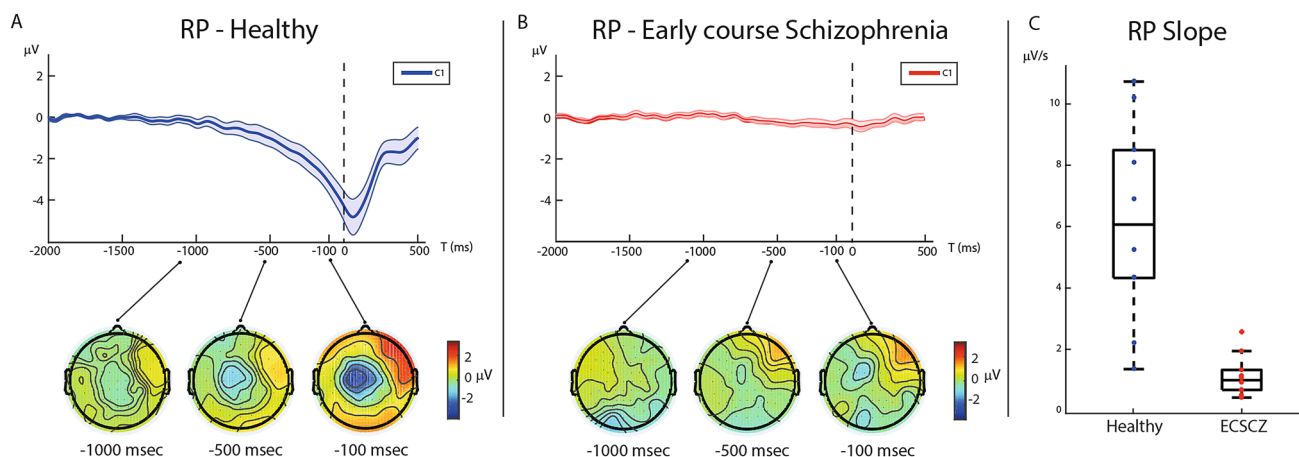 A
RP - Healthy
μV
2
0
-2
-4
C1
-2000
-1500
-1000
-500
-100
0
500
T (ms)
2
0
-2
μV
-1000 msec
-500 msec
-100 msec
B
RP - Early course Schizophrenia
μV
2
0
-2
-4
C1
-2000
-1500
-1000
-500
-100
0
500
T (ms)
2
0
-2
μV
-1000 msec
-500 msec
-100 msec
C
RP Slope
μV/s
10
8
6
4
2
0
Healthy
ECSCZ